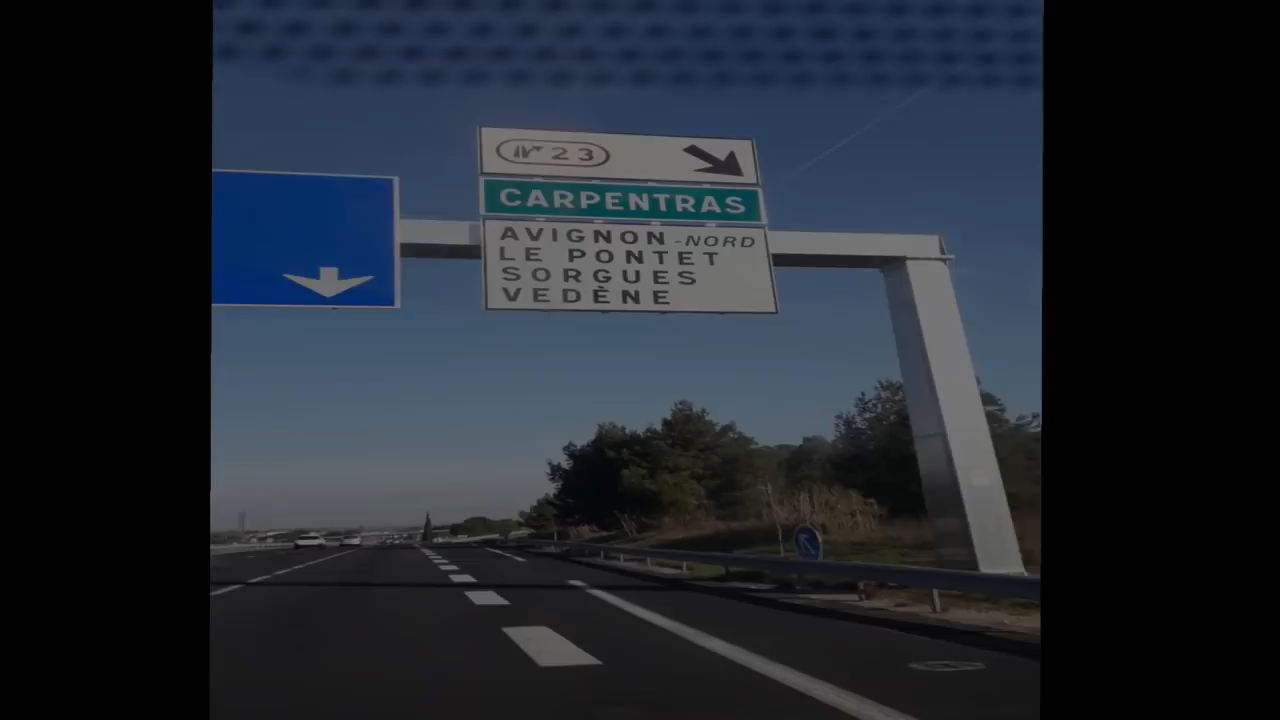 23
CARPENTRAS
AVIGNON-NORD
LE PONTET
SORGUES
VEDÈNE